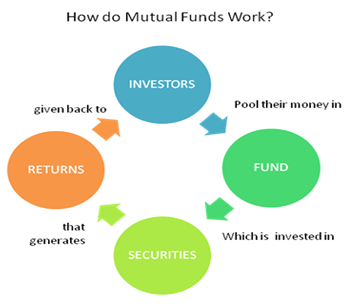 How do Mutual Funds Work?
INVESTORS
Pool their money in
FUND
Which is invested in
SECURITIES
that
generates
RETURNS
given back to